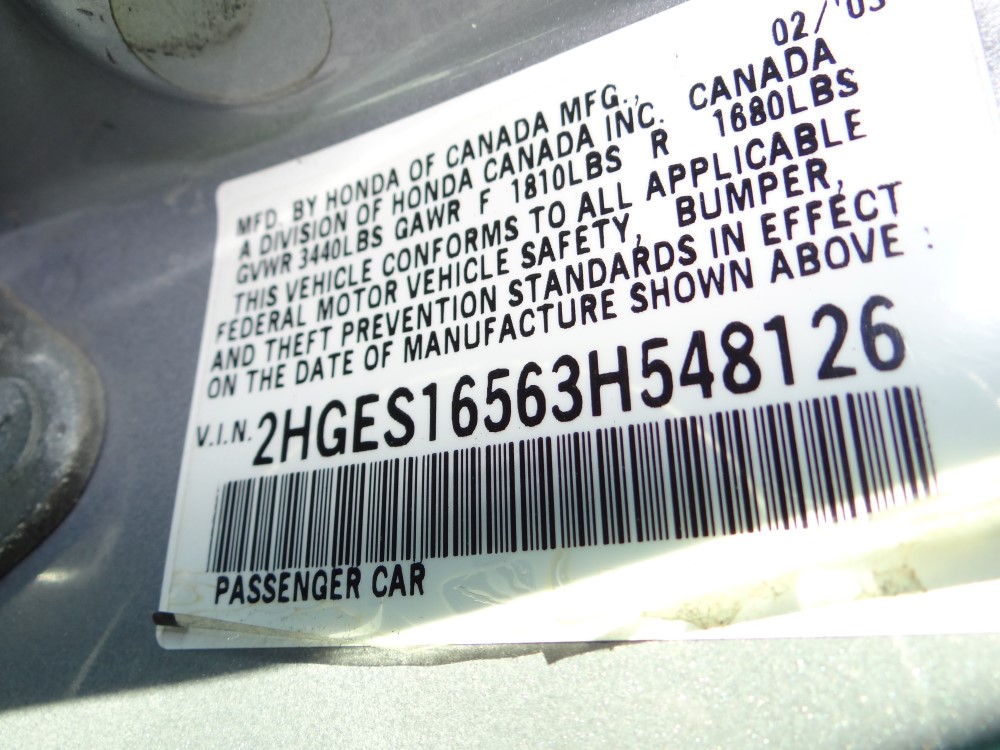 02/'03
MFD. BY HONDA OF CANADA MFG.,
A DIVISION OF HONDA CANADA INC. CANADA
GVWR 3440LBS GAWR F 1810LBS R 1680LBS
THIS VEHICLE CONFORMS TO ALL APPLICABLE
FEDERAL MOTOR VEHICLE SAFETY, BUMPER,
AND THEFT PREVENTION STANDARDS IN EFFECT
ON THE DATE OF MANUFACTURE SHOWN ABOVE :
V.I.N. 2HGES16563H548126
PASSENGER CAR